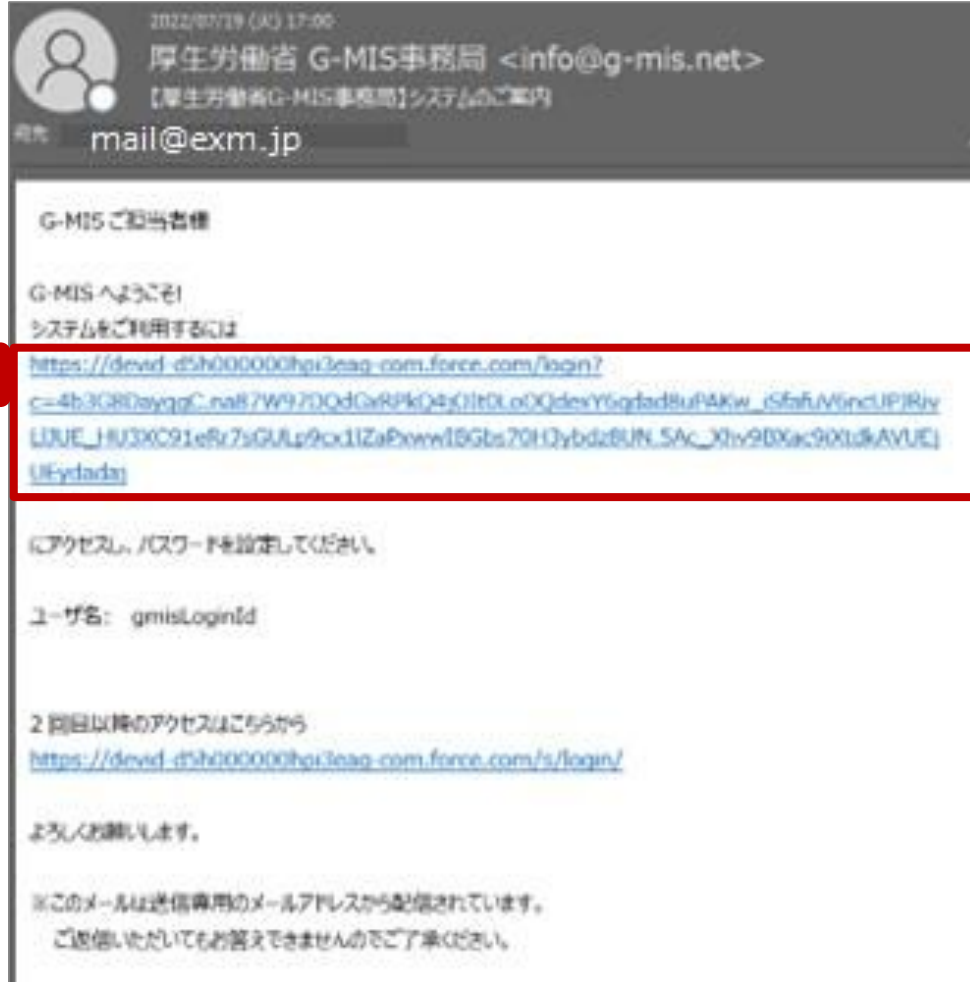 2022/07/19 (火) 17:00
厚生労働省 G-MIS事務局 <info@g-mis.net>
【厚生労働省G-MIS事務局】システムのご案内
宛先 mail@exm.jp
G-MIS ご担当者様
G-MIS へようこそ!
システムをご利用するには
https://devid-d5h000000hpi3eag-com.force.com/login?
にアクセスし、パスワードを設定してください。
ユーザ名: gmisLoginId
2 回目以降のアクセスはこちらから
https://devid-d5h000000hpi3eag-com.force.com/s/login/
よろしくお願いします。
※このメールは送信専用のメールアドレスから配信されています。
ご返信いただいてもお答えできませんのでご了承ください。